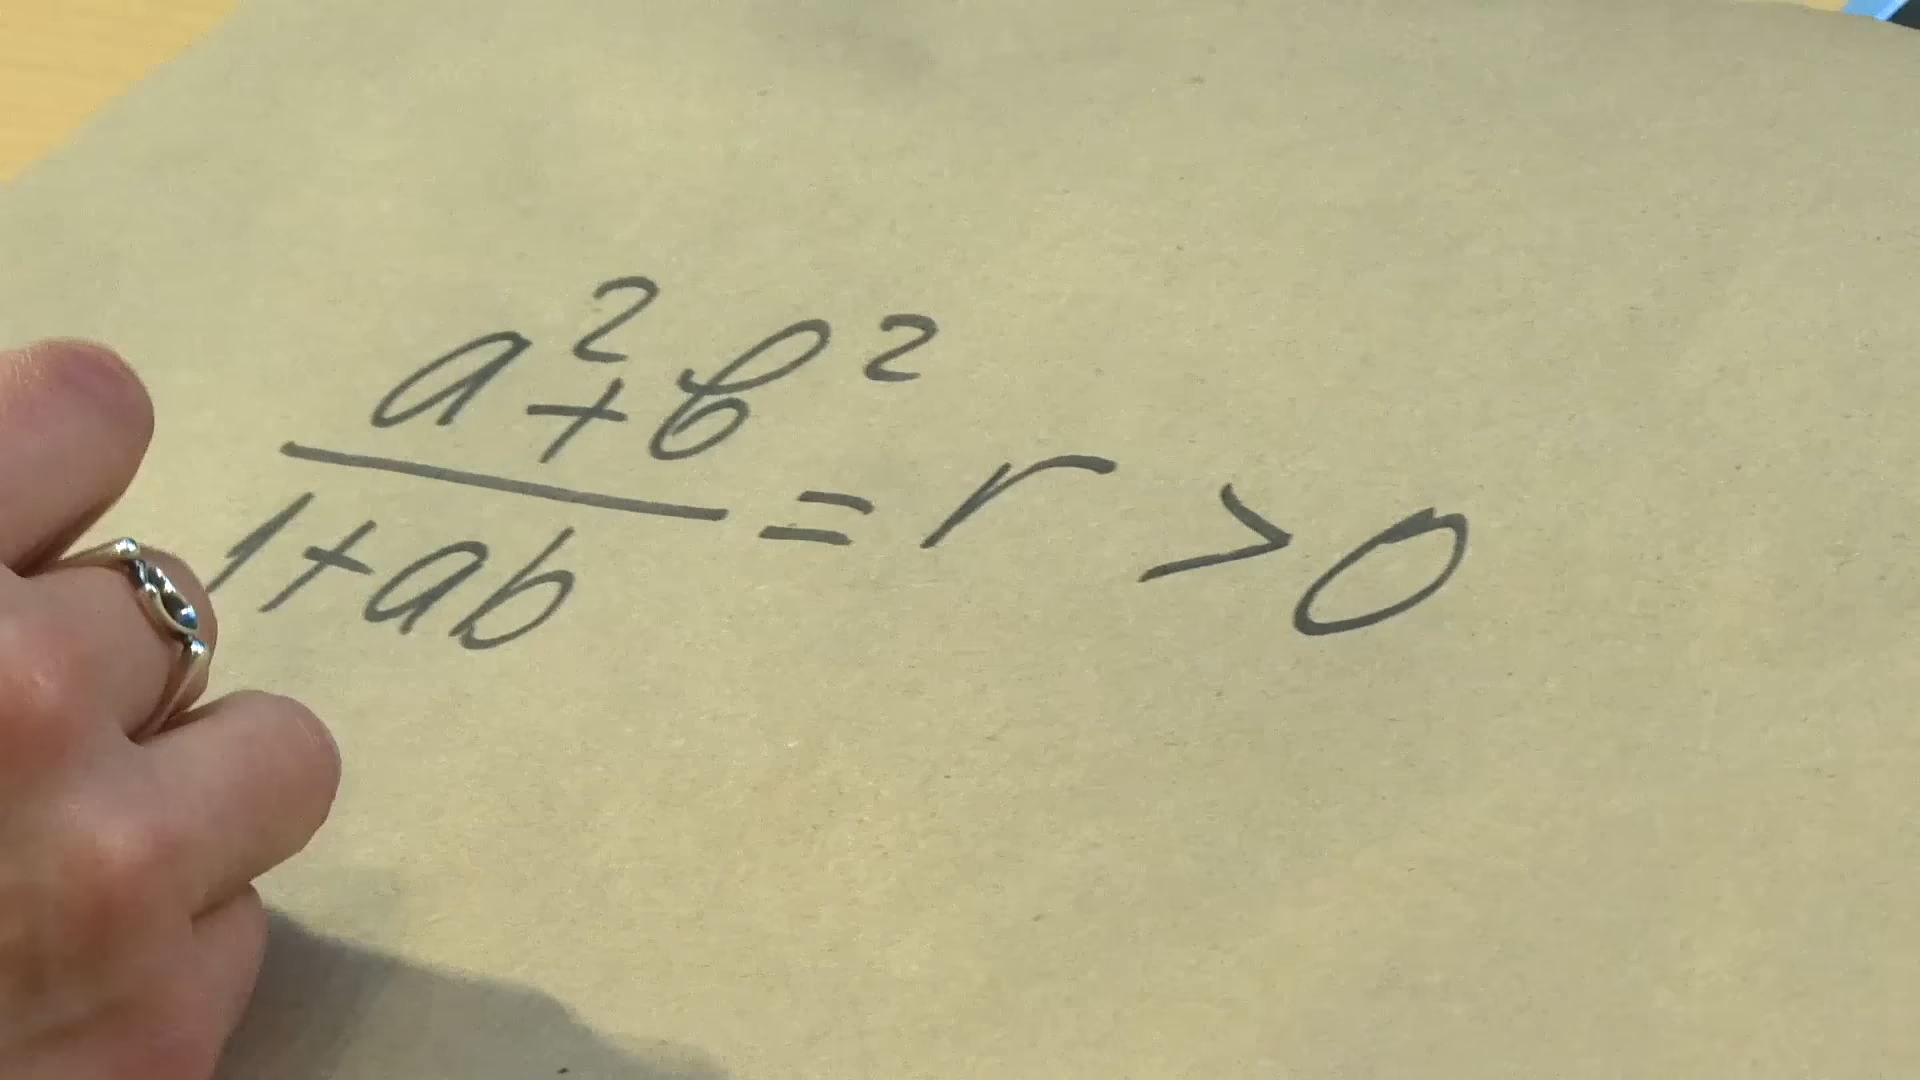 a² + b²
1 + ab = r > 0